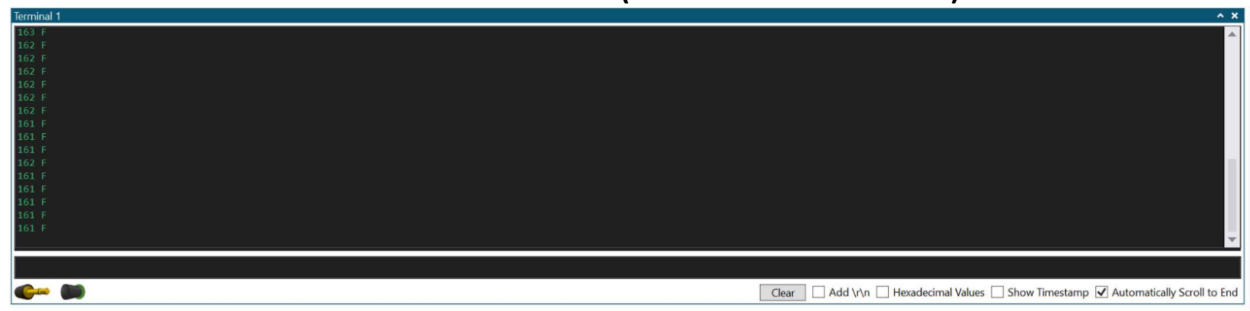 Terminal 1
163 F
162 F
162 F
162 F
162 F
162 F
162 F
161 F
161 F
161 F
162 F
161 F
161 F
161 F
161 F
161 F
Clear Add \r\n Hexadecimal Values Show Timestamp Automatically Scroll to End